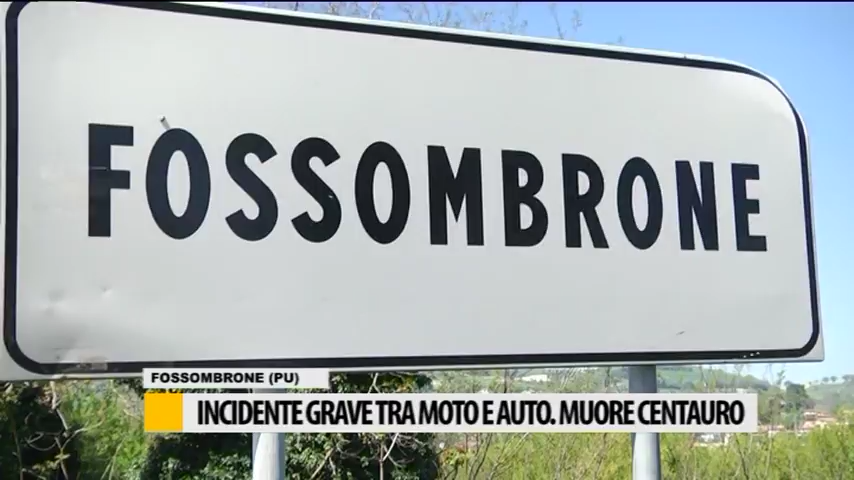 FOSSOMBRONE
FOSSOMBRONE (PU)
INCIDENTE GRAVE TRA MOTO E AUTO. MUORE CENTAURO